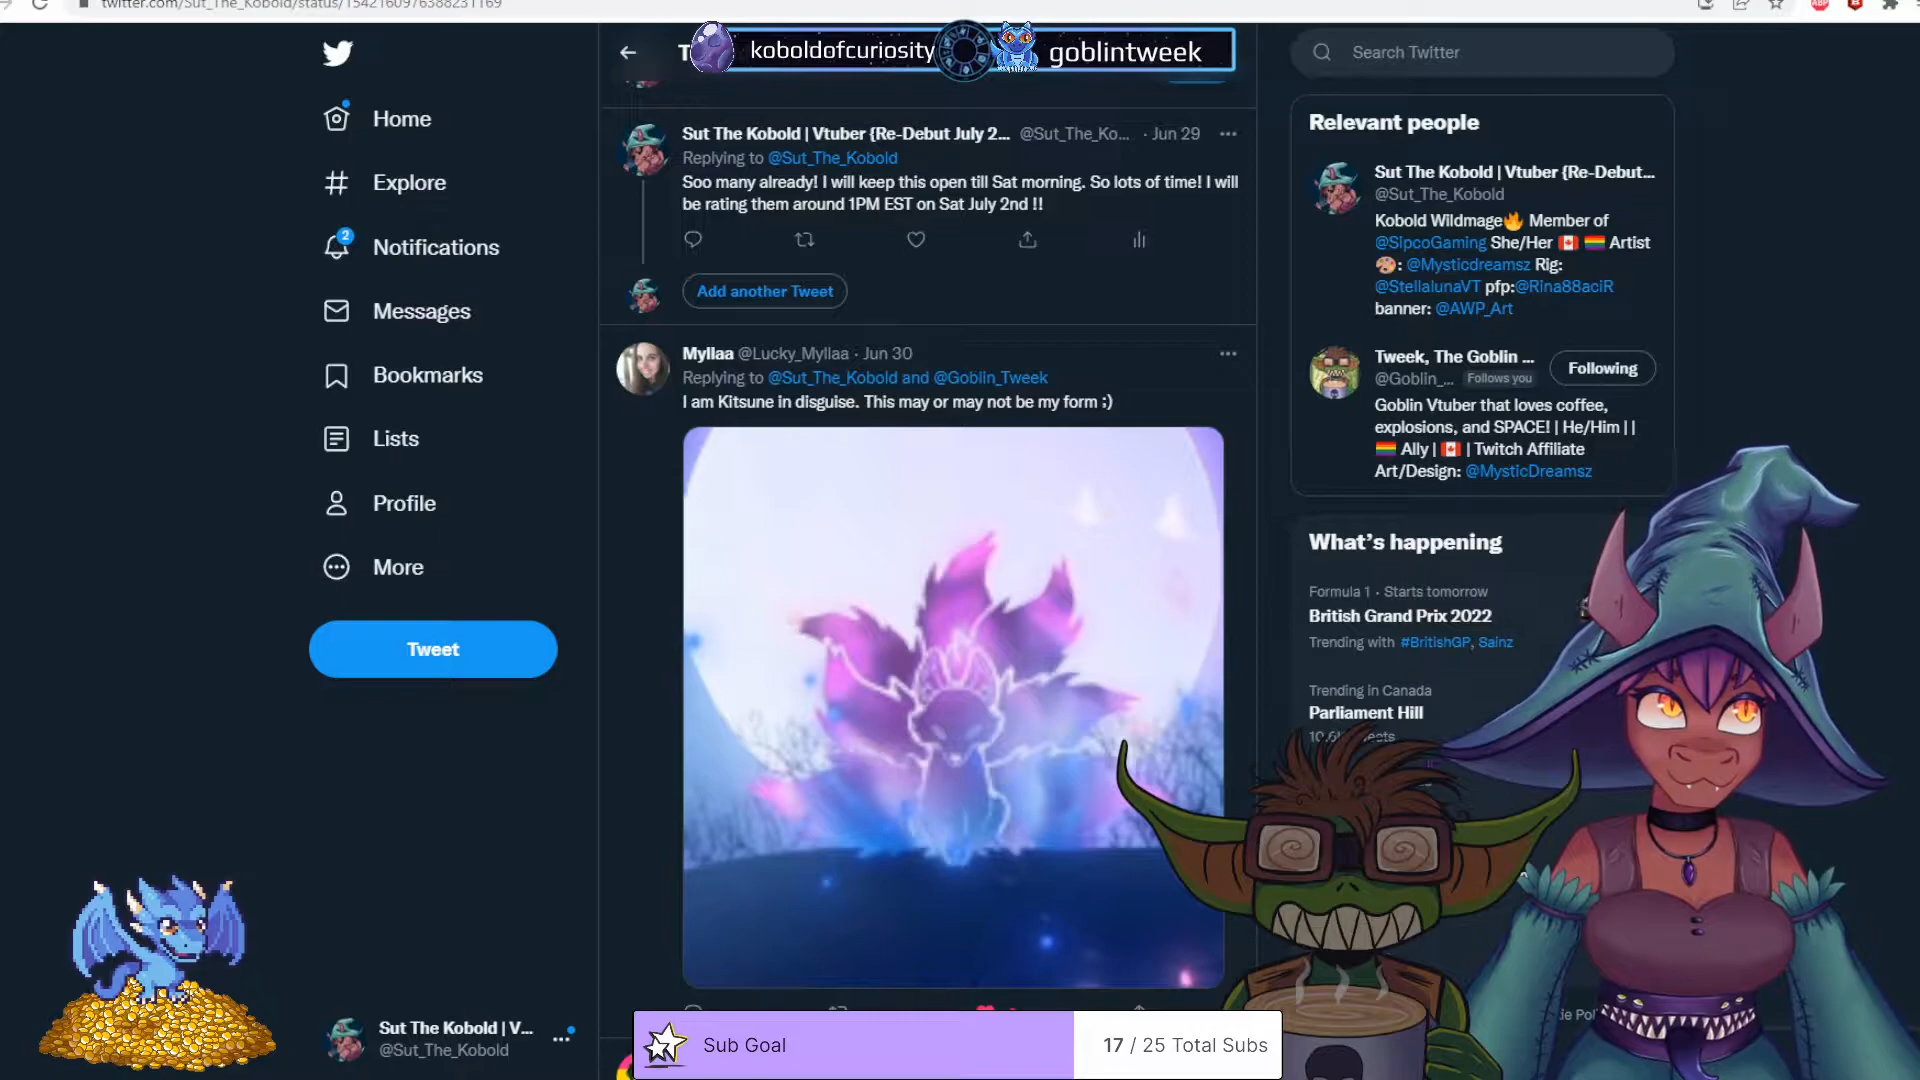 twitter.com/Sut_The_Kobold/status/1542160976388231169
koboldofcuriosity
goblintweek
Home
Explore
2
Notifications
Messages
Bookmarks
Lists
Profile
More
Tweet
Sut The Kobold | V...
@Sut_The_Kobold
Sut The Kobold | Vtuber {Re-Debut July 2... @Sut_The_Ko... · Jun 29
Replying to @Sut_The_Kobold
Soo many already! I will keep this open till Sat morning. So lots of time! I will
be rating them around 1PM EST on Sat July 2nd !!
Add another Tweet
Myllaa @Lucky_Myllaa · Jun 30
Replying to @Sut_The_Kobold and @Goblin_Tweek
I am Kitsune in disguise. This may or may not be my form ;)
Sub Goal
17 / 25 Total Subs
Search Twitter
Relevant people
Sut The Kobold | Vtuber {Re-Debut...
@Sut_The_Kobold
Kobold Wildmage🔥 Member of
@SipcoGaming She/Her 🇨🇦 🏳️‍🌈 Artist
🎨: @Mysticdreamsz Rig:
@StellalunaVT pfp:@Rina88aciR
banner: @AWP_Art
Tweek, The Goblin ...
@Goblin_... Follows you
Following
Goblin Vtuber that loves coffee,
explosions, and SPACE! | He/Him | |
🏳️‍🌈 Ally | 🇨🇦 | Twitch Affiliate
Art/Design: @MysticDreamsz
What's happening
Formula 1 · Starts tomorrow
British Grand Prix 2022
Trending with #BritishGP, Sainz
Trending in Canada
Parliament Hill